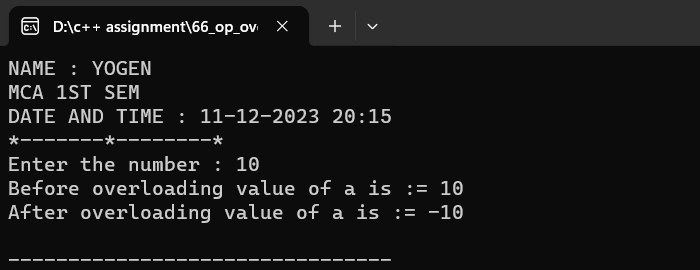 D:\c++ assignment\66_op_ov
NAME : YOGEN
MCA 1ST SEM
DATE AND TIME : 11-12-2023 20:15
*-------*--------*
Enter the number : 10
Before overloading value of a is := 10
After overloading value of a is := -10
--------------------------------